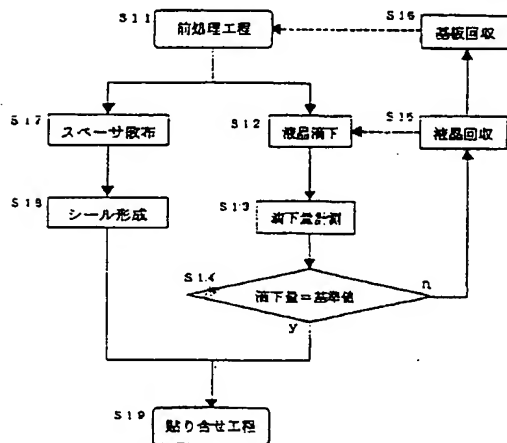 S11
前処理工程
S16
基板回収
S17
スペーサ散布
S12
液晶滴下
S15
液晶回収
S18
シール形成
S13
滴下量計測
S14
滴下量=基準値
n
y
S19
貼り合せ工程